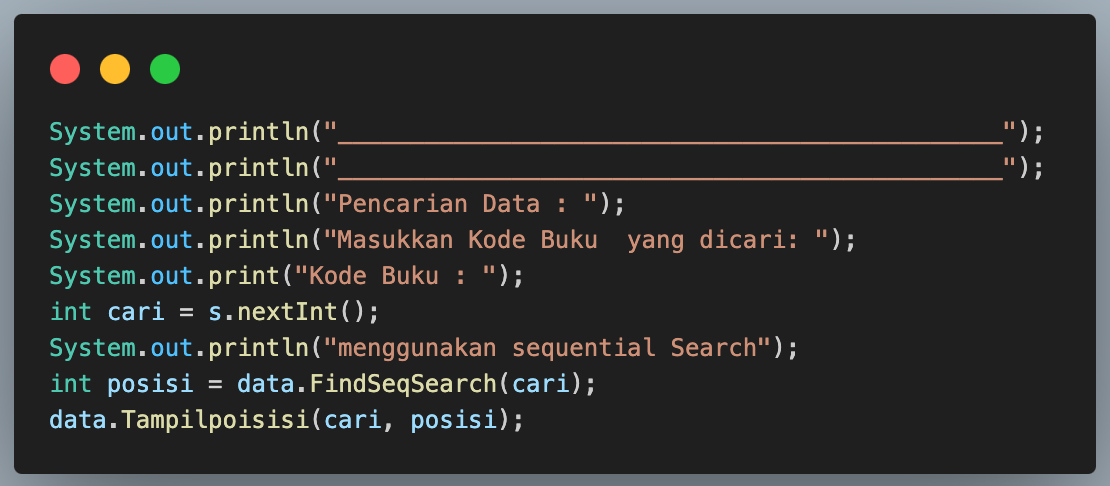 System.out.println("______________________________________________");
System.out.println("______________________________________________");
System.out.println("Pencarian Data : ");
System.out.println("Masukkan Kode Buku  yang dicari: ");
System.out.print("Kode Buku : ");
int cari = s.nextInt();
System.out.println("menggunakan sequential Search");
int posisi = data.FindSeqSearch(cari);
data.Tampilpoisisi(cari, posisi);